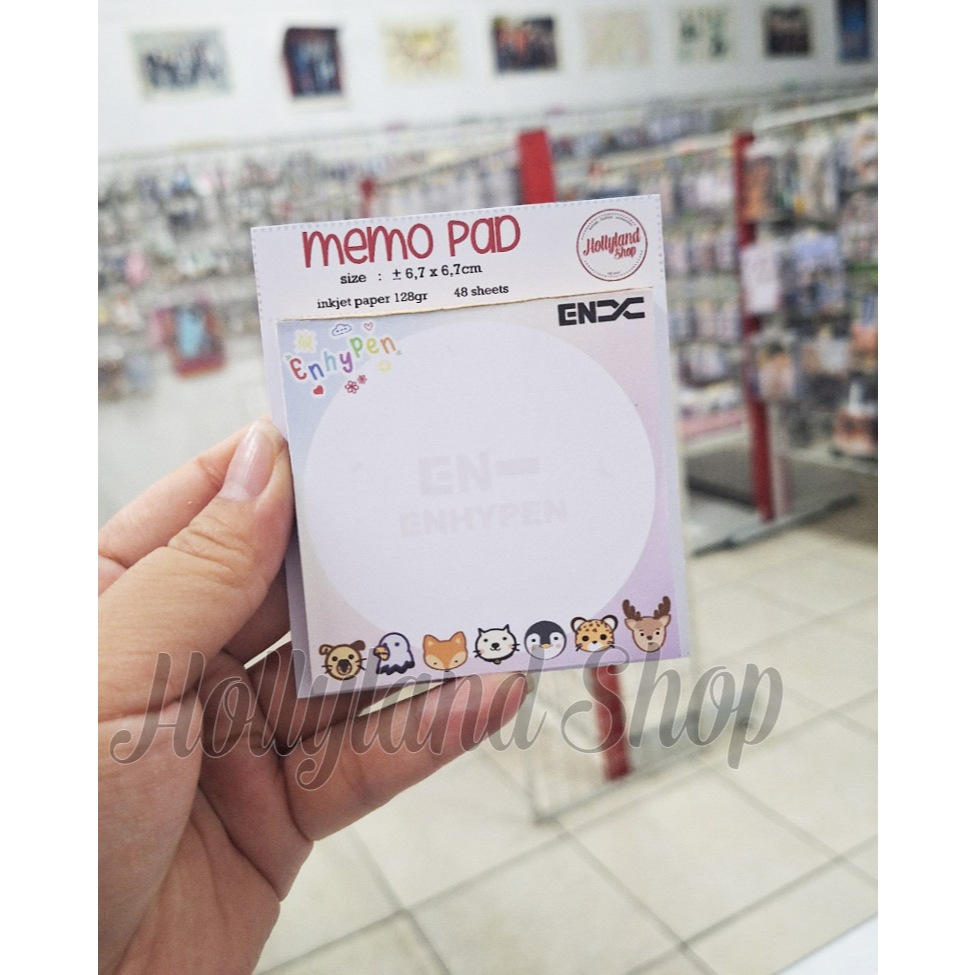 memo pad
Hollyland
Shop
size : ± 6,7 x 6,7cm
inkjet paper 128gr 48 sheets
EN
EnhyPen
EN
ENHYPEN
Hollyland Shop